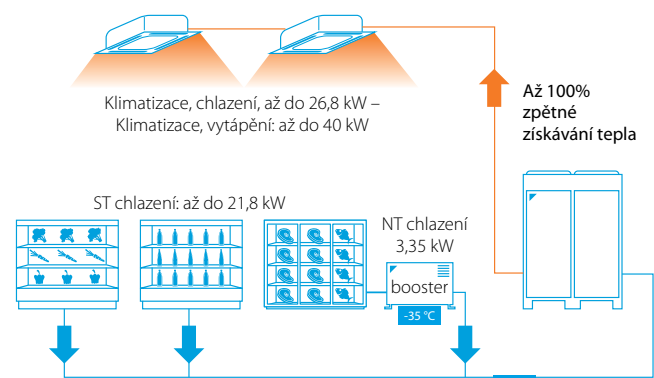 Klimatizace, chlazení, až do 26,8 kW –
Klimatizace, vytápění: až do 40 kW
Až 100%
zpětné
získávání tepla
ST chlazení: až do 21,8 kW
NT chlazení
3,35 kW
booster
-35 °C